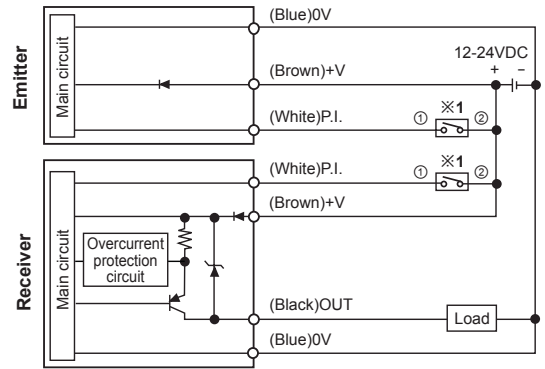 Emitter
Main circuit
(Blue)0V
(Brown)+V
12-24VDC
+ −
(White)P.I.
① ※1 ②
Receiver
Main circuit
(White)P.I.
① ※1 ②
(Brown)+V
Overcurrent
protection
circuit
(Black)OUT
Load
(Blue)0V